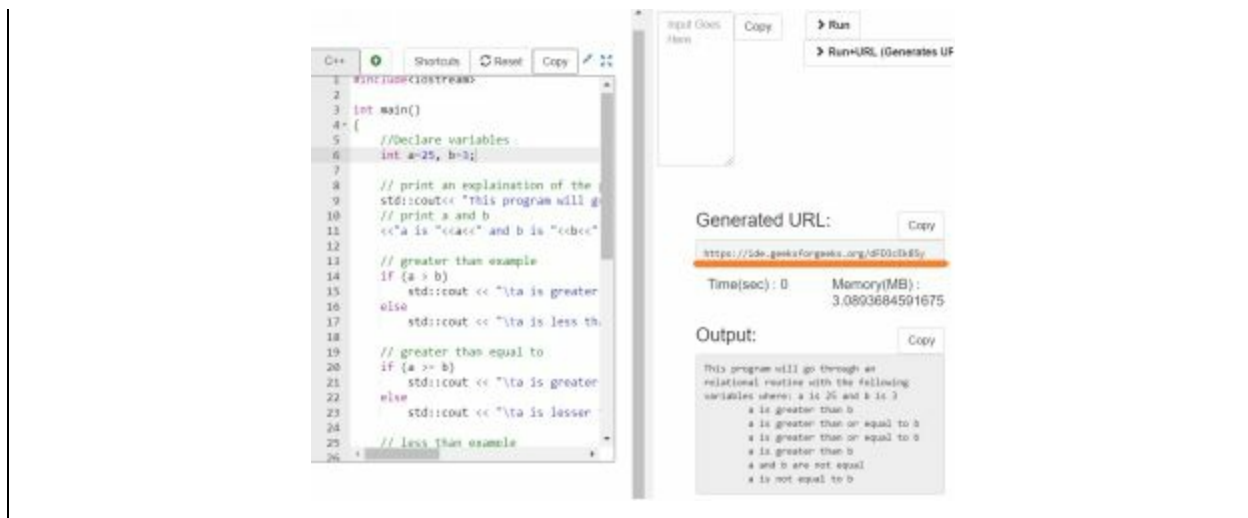 C++ Shortcuts Reset Copy
1 #include<iostream>
2
3 int main()
4 {
5 //Declare variables
6 int a=25, b=3;
7
8 // print an explaination of the
9 std::cout<< "This program will g
10 // print a and b
11 <<"a is "<<a<<" and b is "<<b<<"
12
13 // greater than example
14 if (a > b)
15 std::cout << "\ta is greater
16 else
17 std::cout << "\ta is less th
18
19 // greater than equal to
20 if (a >= b)
21 std::cout << "\ta is greater
22 else
23 std::cout << "\ta is lesser
24
25 // less than example
26
Input Goes
Here
Copy
Run
Run+URL (Generates UR
Generated URL:
Copy
Time(sec) : 0
Memory(MB) :
3.0893684591675
Output:
Copy
This program will go through an
relational routine with the following
variables where: a is 25 and b is 3
a is greater than b
a is greater than or equal to b
a is greater than or equal to b
a is greater than b
a and b are not equal
a is not equal to b